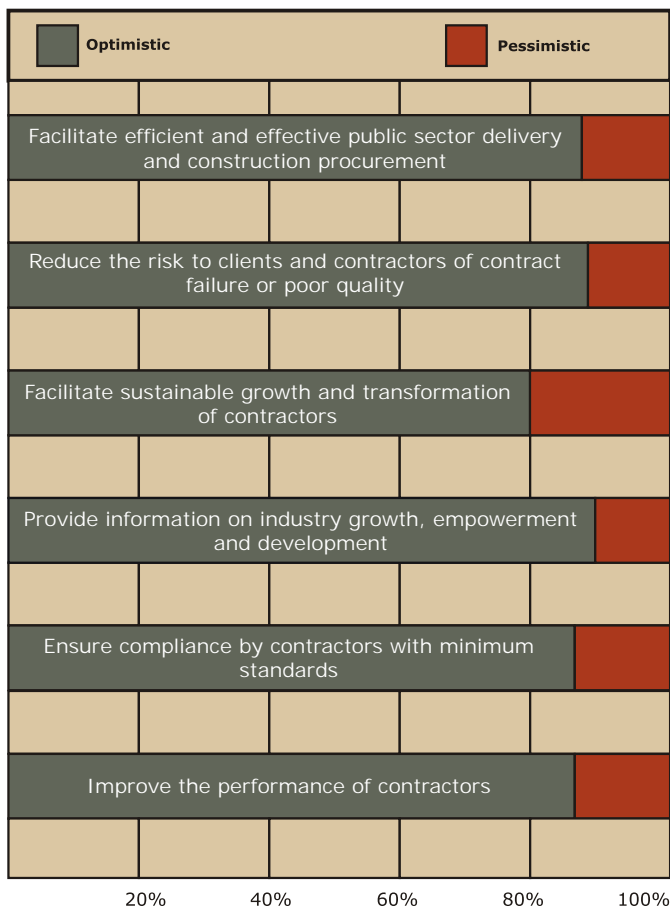 Optimistic
Pessimistic
Facilitate efficient and effective public sector delivery
and construction procurement
Reduce the risk to clients and contractors of contract
failure or poor quality
Facilitate sustainable growth and transformation
of contractors
Provide information on industry growth, empowerment
and development
Ensure compliance by contractors with minimum
standards
Improve the performance of contractors
20% 40% 60% 80% 100%